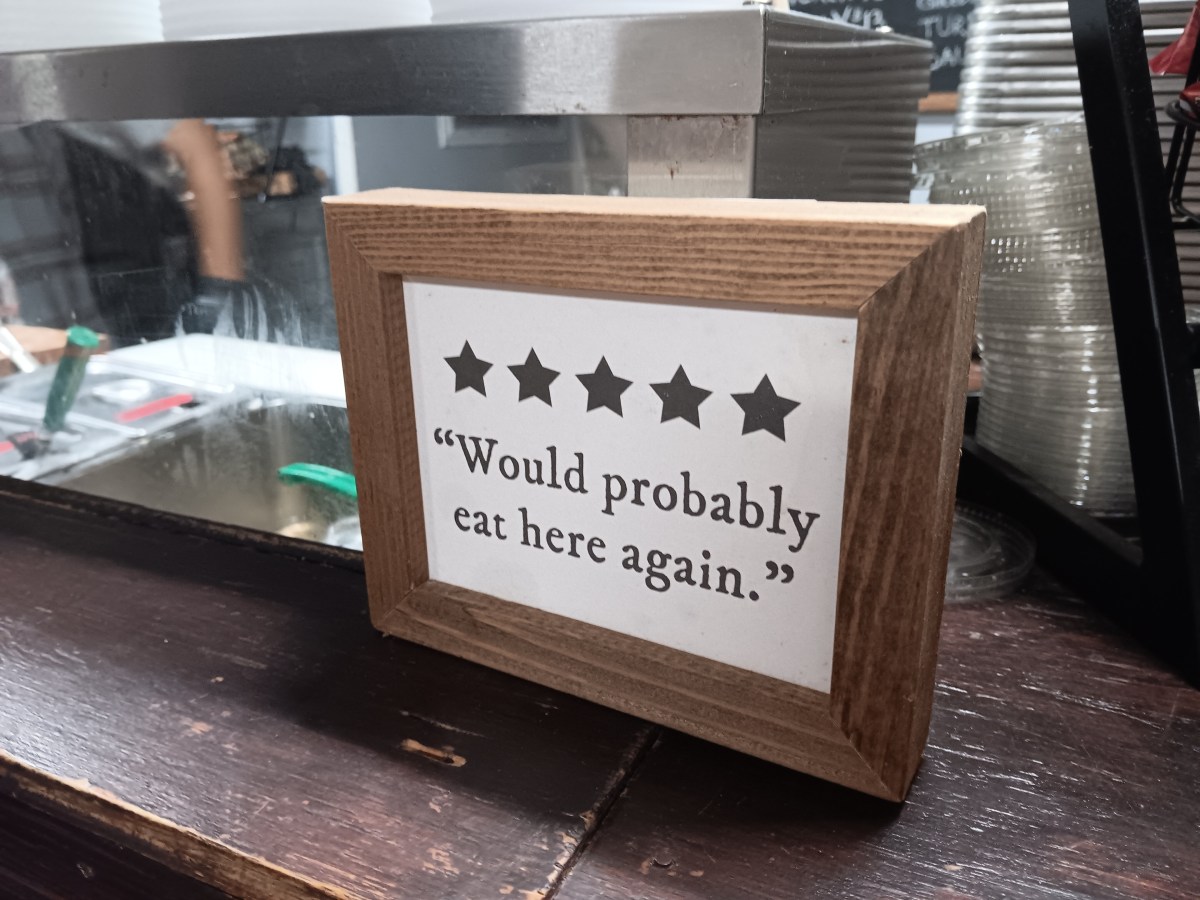 ★★★★★
“Would probably
eat here again.”